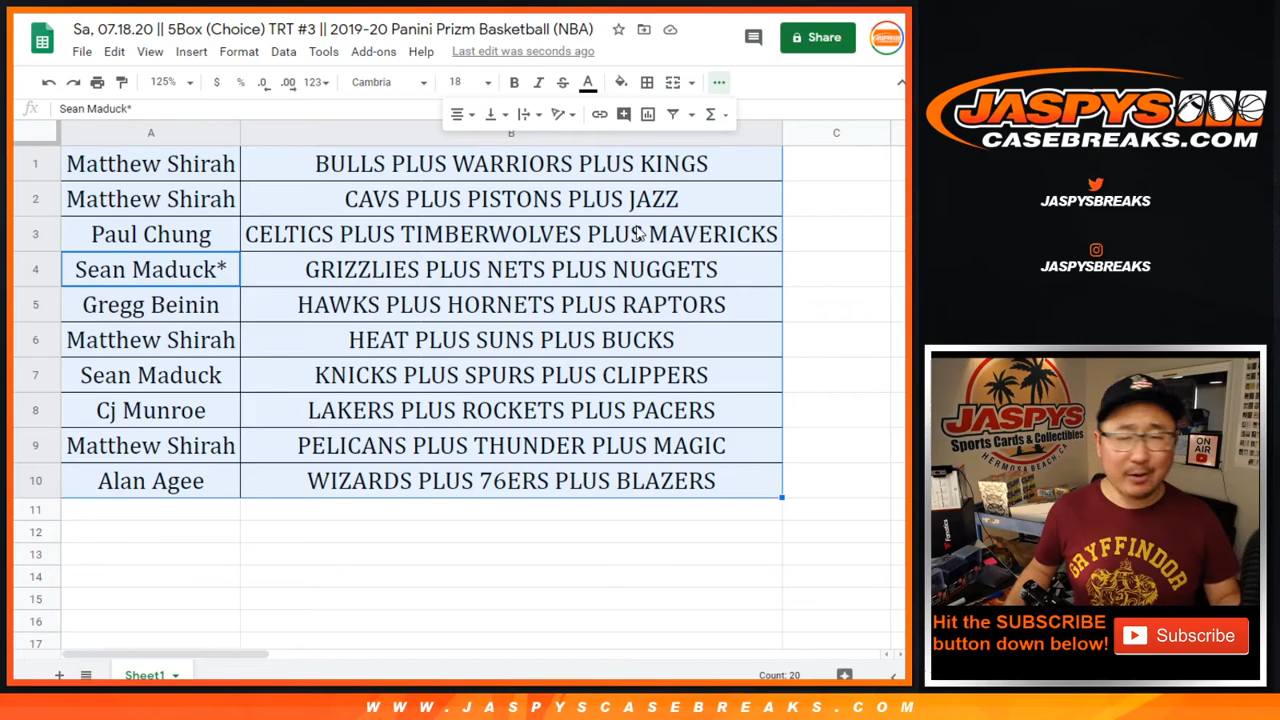 Sa, 07.18.20 || 5Box (Choice) TRT #3 || 2019-20 Panini Prizm Basketball (NBA)
File Edit View Insert Format Data Tools Add-ons Help Last edit was seconds ago
Share
125% $ % .0 .00 123 Cambria 18 B I S A
fx Sean Maduck*
A B C
1 Matthew Shirah BULLS PLUS WARRIORS PLUS KINGS
2 Matthew Shirah CAVS PLUS PISTONS PLUS JAZZ
3 Paul Chung CELTICS PLUS TIMBERWOLVES PLUS MAVERICKS
4 Sean Maduck* GRIZZLIES PLUS NETS PLUS NUGGETS
5 Gregg Beinin HAWKS PLUS HORNETS PLUS RAPTORS
6 Matthew Shirah HEAT PLUS SUNS PLUS BUCKS
7 Sean Maduck KNICKS PLUS SPURS PLUS CLIPPERS
8 Cj Munroe LAKERS PLUS ROCKETS PLUS PACERS
9 Matthew Shirah PELICANS PLUS THUNDER PLUS MAGIC
10 Alan Agee WIZARDS PLUS 76ERS PLUS BLAZERS
11
12
13
14
15
16
17
Sheet1
Count: 20
JASPYS
CASEBREAKS.COM
JASPYSBREAKS
JASPYSBREAKS
JASPYS
Sports Cards & Collectibles
HERMOSA BEACH,
ON AIR
Fanatics
GRYFFINDOR
Hit the SUBSCRIBE
button down below!
Subscribe
WWW.JASPYSCASEBREAKS.COM